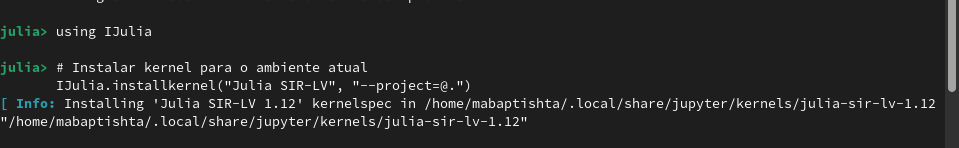 julia> using IJulia
julia> # Instalar kernel para o ambiente atual
IJulia.installkernel("Julia SIR-LV", "--project=@.")
[ Info: Installing 'Julia SIR-LV 1.12' kernelspec in /home/mabaptishta/.local/share/jupyter/kernels/julia-sir-lv-1.12
"/home/mabaptishta/.local/share/jupyter/kernels/julia-sir-lv-1.12"